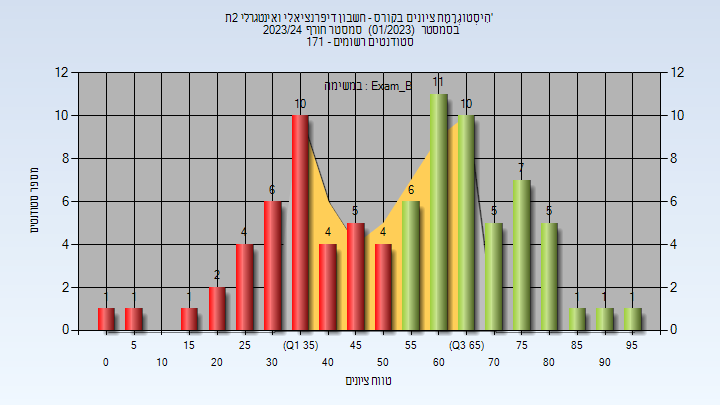 היסטוגרמת ציונים בקורס - חשבון דיפרנציאלי ואינטגרלי 2ת'
בסמסטר (01/2023) סמסטר חורף 2023/24
סטודנטים רשומים - 171
במשימה : Exam_B
מספר סטודנטים
12 12
10 10
8 8
6 6
4 4
2 2
0 0
1 1 1 2 4 6 10 4 5 4 6 11 10 5 7 5 1 1 1
5 15 25 (Q1 35) 45 55 (Q3 65) 75 85 95
0 10 20 30 40 50 60 70 80 90
טווח ציונים